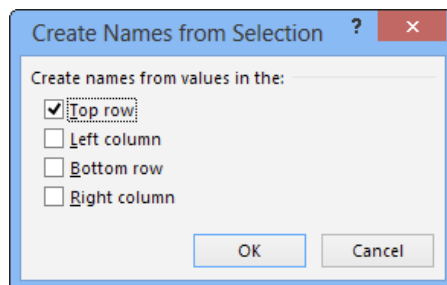 Create Names from Selection ? ×
Create names from values in the:
Top row
Left column
Bottom row
Right column
OK Cancel